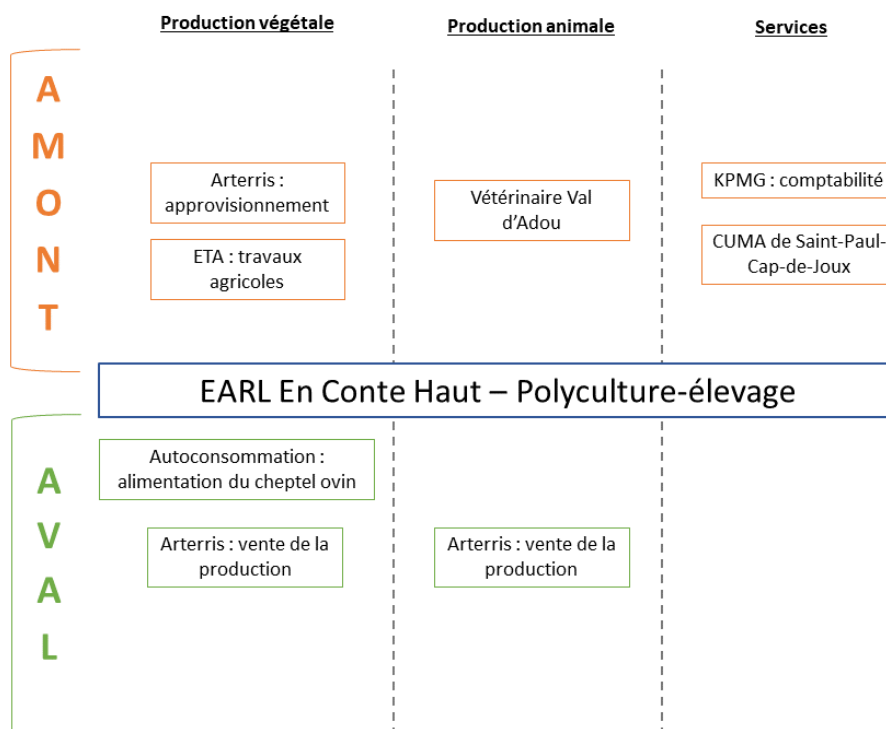 Production végétale
Production animale
Services
AMONT
Arterris :
approvisionnement
ETA : travaux
agricoles
Vétérinaire Val
d’Adou
KPMG : comptabilité
CUMA de Saint-Paul-
Cap-de-Joux
EARL En Conte Haut – Polyculture-élevage
AVAL
Autoconsommation :
alimentation du cheptel ovin
Arterris : vente de la
production
Arterris : vente de la
production